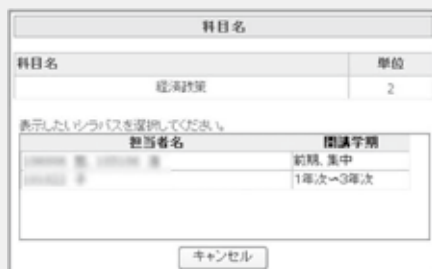 科目名
科目名 単位
経済政策 2
表示したいシラバスを選択してください。
担当者名 開講学期
前期、集中
1年次〜3年次
キャンセル